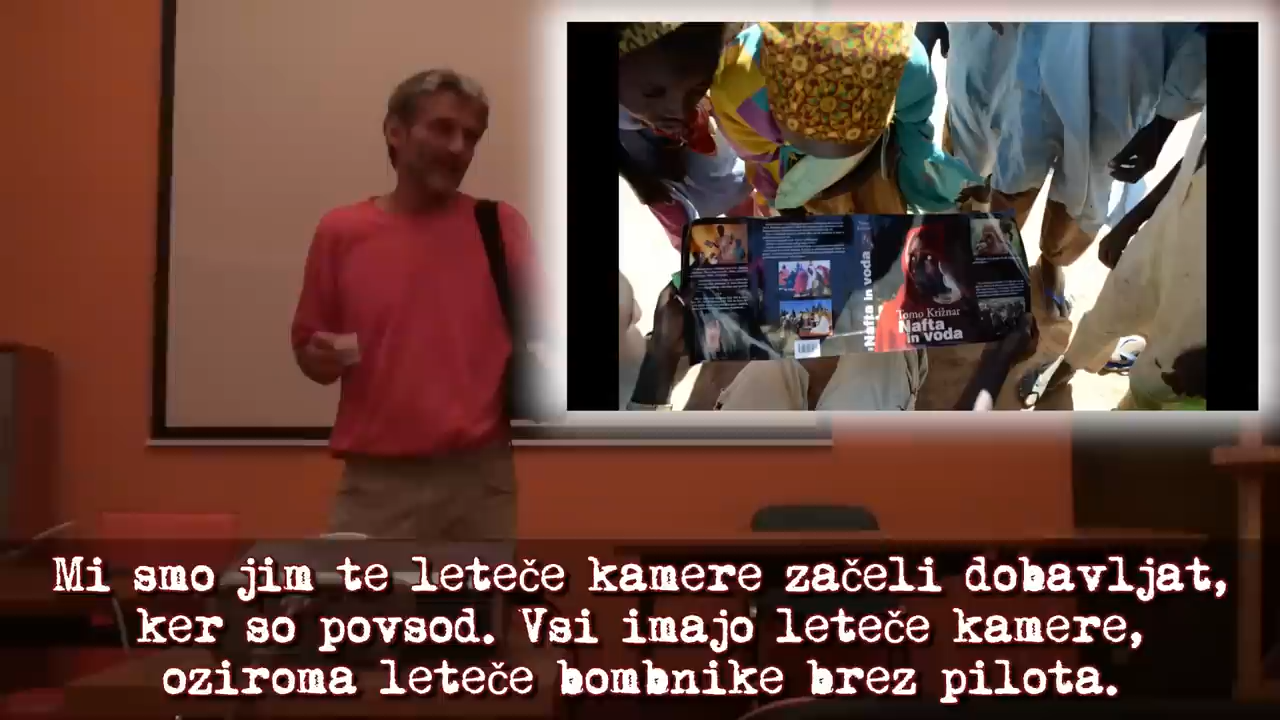 Nafta in voda
Tomo Križnar
Nafta
in voda
Mi smo jim te leteče kamere začeli dobavljat,
ker so povsod. Vsi imajo leteče kamere,
oziroma leteče bombnike brez pilota.